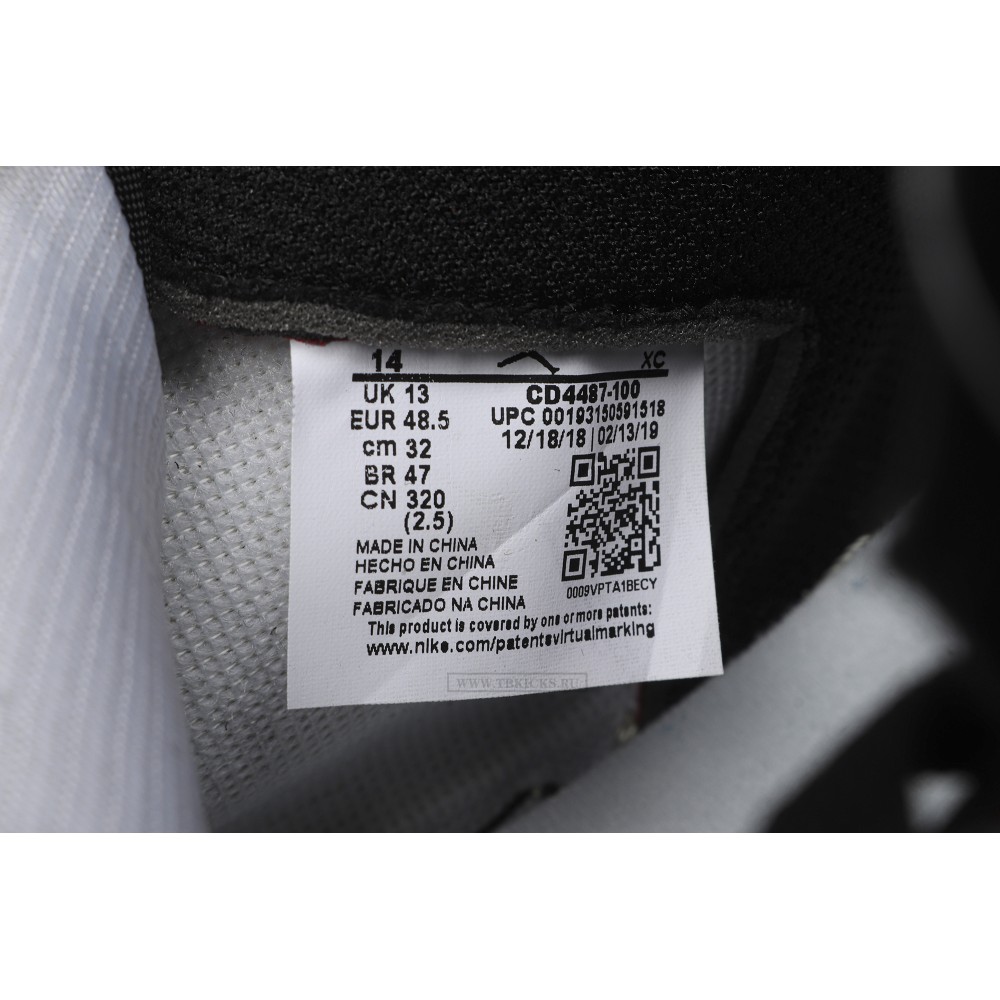 14 XC
UK 13 CD4487-100
EUR 48.5 UPC 00193150591518
cm 32 12/18/18 | 02/13/19
BR 47
CN 320
(2.5)
MADE IN CHINA
HECHO EN CHINA
FABRIQUE EN CHINE
FABRICADO NA CHINA
0009VPTA1BECY
This product is covered by one or more patents:
www.nike.com/patentsvirtualmarking
WWW.TBKICKS.RU